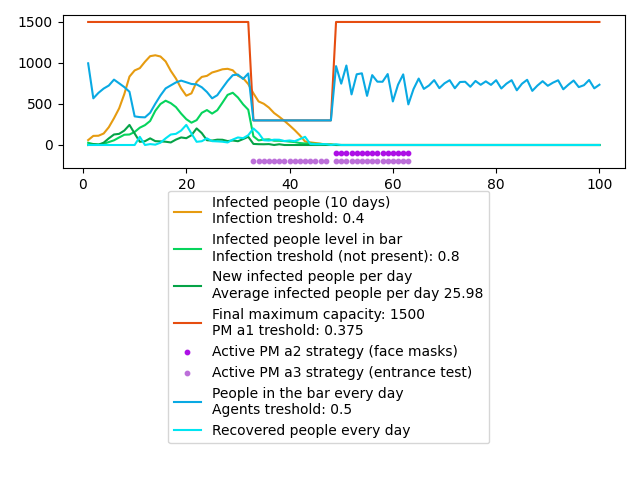 1500
1000
500
0
0 20 40 60 80 100
Infected people (10 days)
Infection treshold: 0.4
Infected people level in bar
Infection treshold (not present): 0.8
New infected people per day
Average infected people per day 25.98
Final maximum capacity: 1500
PM a1 treshold: 0.375
Active PM a2 strategy (face masks)
Active PM a3 strategy (entrance test)
People in the bar every day
Agents treshold: 0.5
Recovered people every day